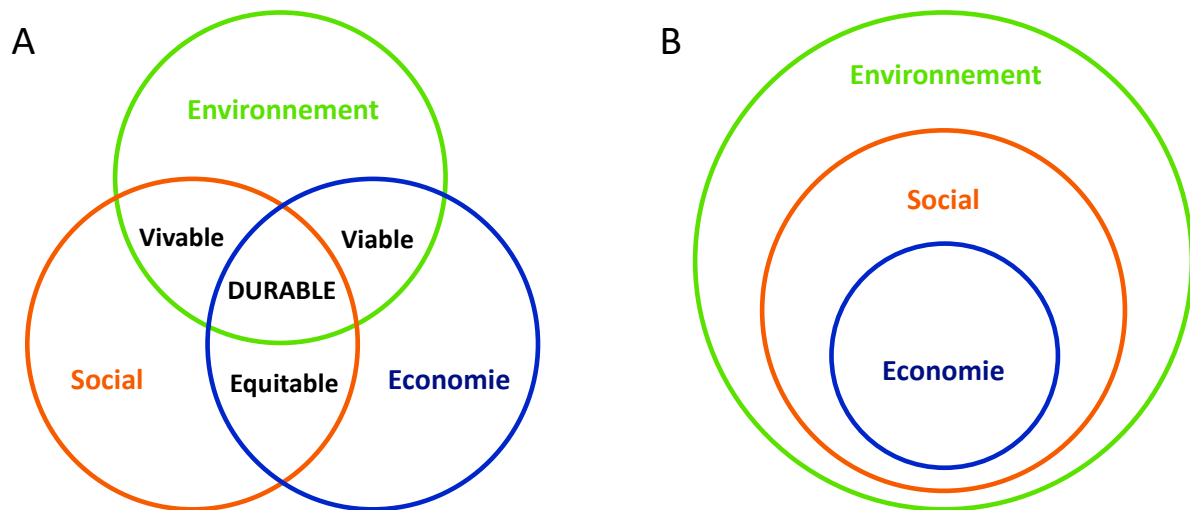 A
Environnement
Vivable
Viable
DURABLE
Social
Equitable
Economie
B
Environnement
Social
Economie